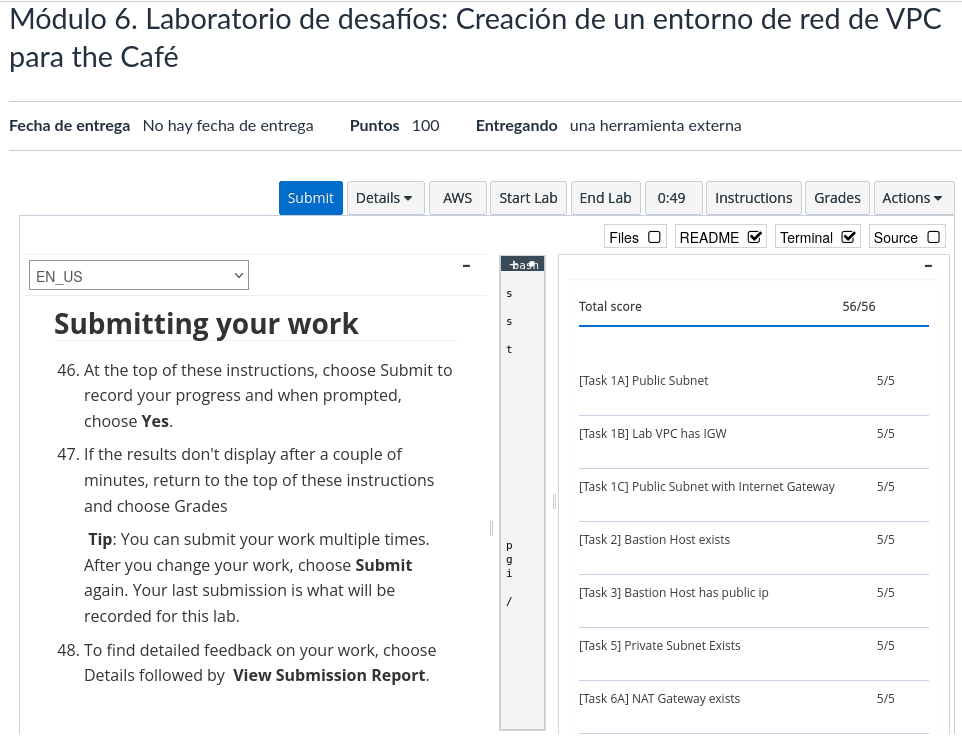 Módulo 6. Laboratorio de desafíos: Creación de un entorno de red de VPC
para the Café
Fecha de entrega No hay fecha de entrega Puntos 100 Entregando una herramienta externa
Submit Details AWS Start Lab End Lab 0:49 Instructions Grades Actions
Files README Terminal Source
EN_US
Submitting your work
46. At the top of these instructions, choose Submit to
record your progress and when prompted,
choose Yes.
47. If the results don't display after a couple of
minutes, return to the top of these instructions
and choose Grades
Tip: You can submit your work multiple times.
After you change your work, choose Submit
again. Your last submission is what will be
recorded for this lab.
48. To find detailed feedback on your work, choose
Details followed by View Submission Report.
bash
s
s
t
p
g
i
/
Total score 56/56
[Task 1A] Public Subnet 5/5
[Task 1B] Lab VPC has IGW 5/5
[Task 1C] Public Subnet with Internet Gateway 5/5
[Task 2] Bastion Host exists 5/5
[Task 3] Bastion Host has public ip 5/5
[Task 5] Private Subnet Exists 5/5
[Task 6A] NAT Gateway exists 5/5